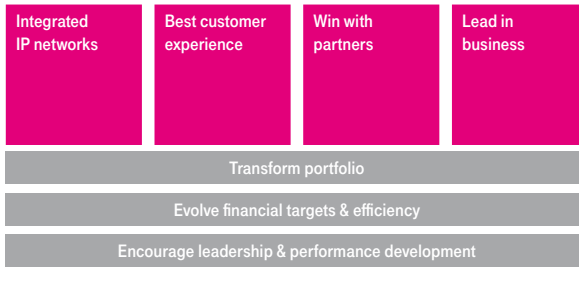 Integrated
IP networks
Best customer
experience
Win with
partners
Lead in
business
Transform portfolio
Evolve financial targets & efficiency
Encourage leadership & performance development